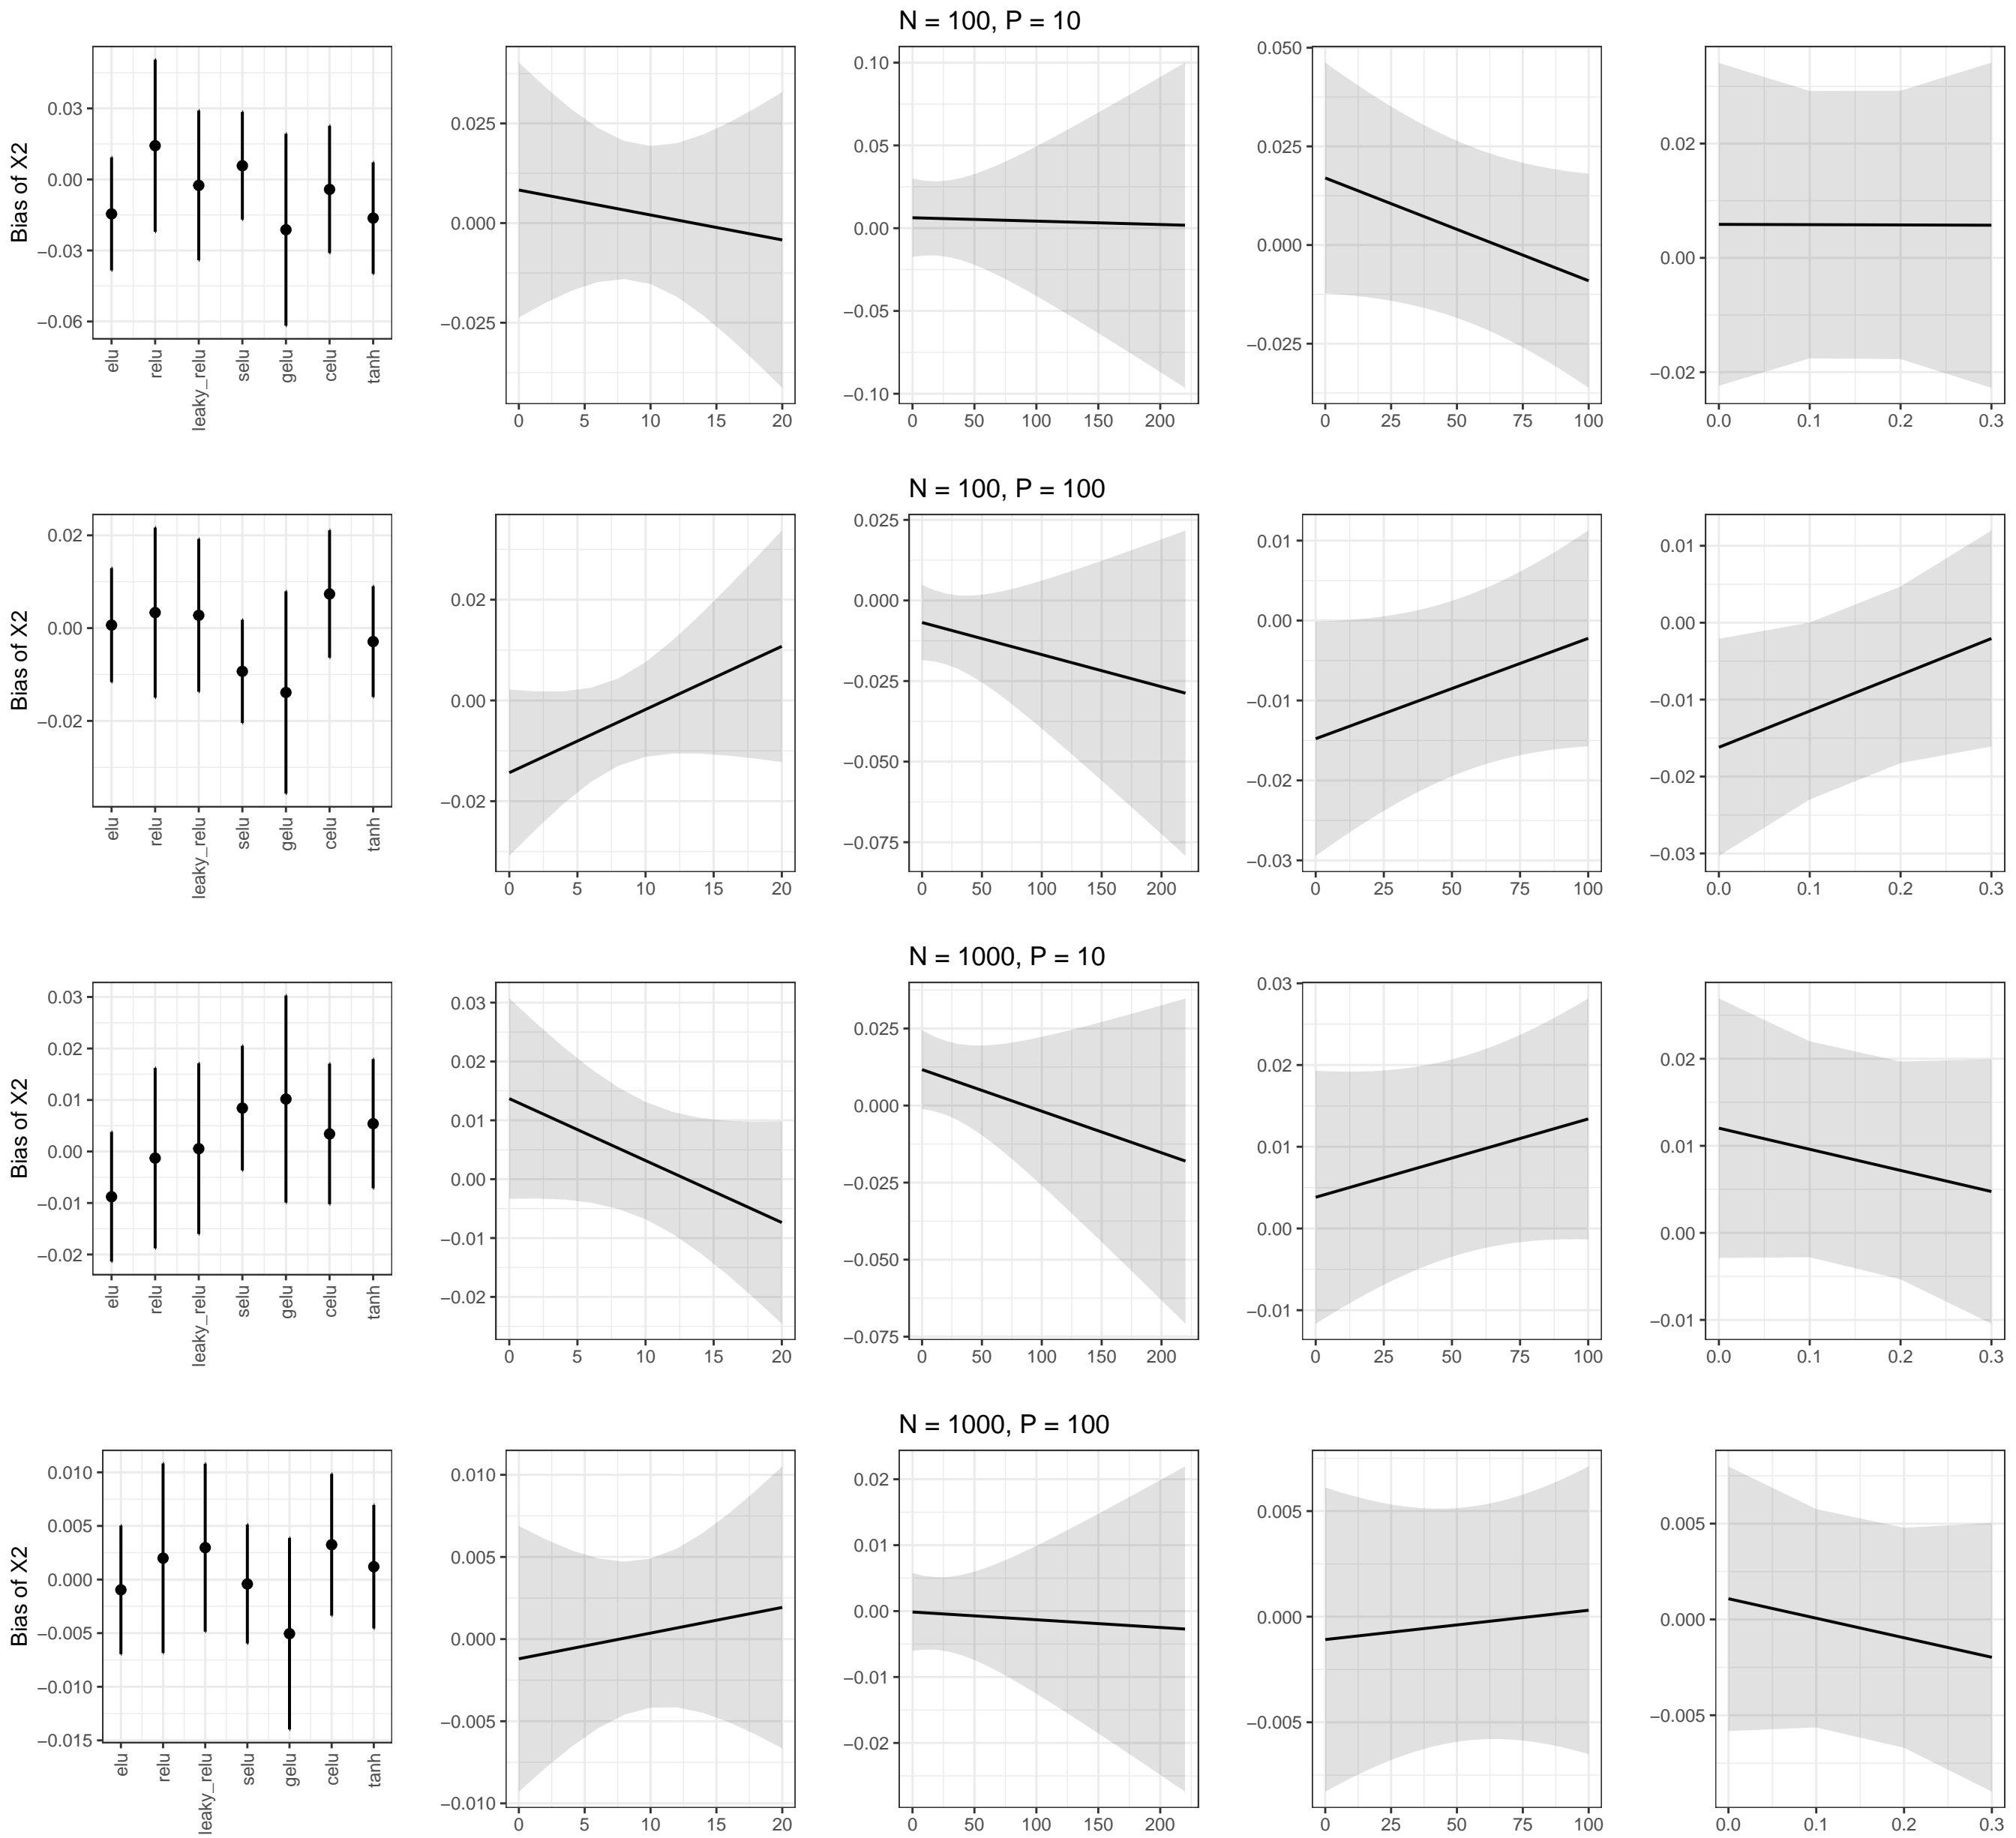 N = 100, P = 10
Bias of X2
0.03
0.00
−0.03
−0.06
elu
relu
leaky_relu
selu
gelu
celu
tanh
0.025
0.000
−0.025
0 5 10 15 20
0.10
0.05
0.00
−0.05
−0.10
0 50 100 150 200
0.050
0.025
0.000
−0.025
0 25 50 75 100
0.02
0.00
−0.02
0.0 0.1 0.2 0.3
N = 100, P = 100
Bias of X2
0.02
0.00
−0.02
elu
relu
leaky_relu
selu
gelu
celu
tanh
0.02
0.00
−0.02
0 5 10 15 20
0.025
0.000
−0.025
−0.050
−0.075
0 50 100 150 200
0.01
0.00
−0.01
−0.02
−0.03
0 25 50 75 100
0.01
0.00
−0.01
−0.02
−0.03
0.0 0.1 0.2 0.3
N = 1000, P = 10
Bias of X2
0.03
0.02
0.01
0.00
−0.01
−0.02
elu
relu
leaky_relu
selu
gelu
celu
tanh
0.03
0.02
0.01
0.00
−0.01
−0.02
0 5 10 15 20
0.025
0.000
−0.025
−0.050
−0.075
0 50 100 150 200
0.03
0.02
0.01
0.00
−0.01
0 25 50 75 100
0.02
0.01
0.00
−0.01
0.0 0.1 0.2 0.3
N = 1000, P = 100
Bias of X2
0.010
0.005
0.000
−0.005
−0.010
−0.015
elu
relu
leaky_relu
selu
gelu
celu
tanh
0.010
0.005
0.000
−0.005
−0.010
0 5 10 15 20
0.02
0.01
0.00
−0.01
−0.02
0 50 100 150 200
0.005
0.000
−0.005
0 25 50 75 100
0.005
0.000
−0.005
0.0 0.1 0.2 0.3